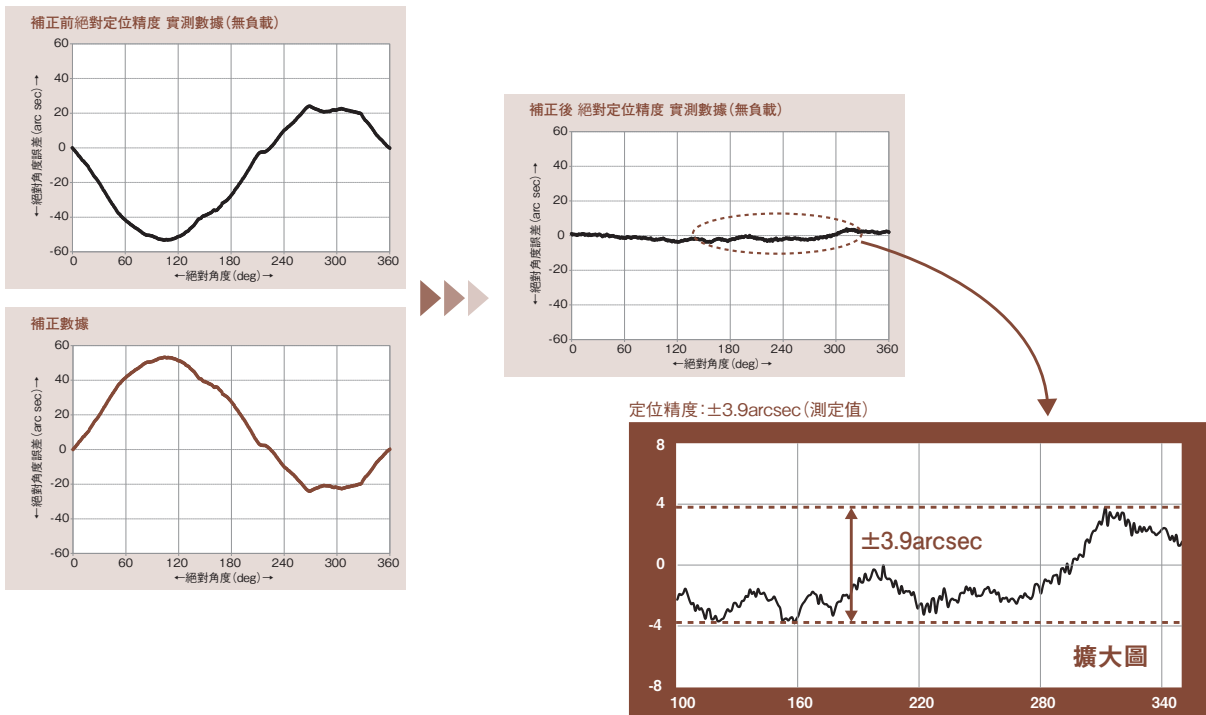 補正前絕對定位精度 實測數據(無負載)
←絕對角度誤差(arc sec)→
60
40
20
0
-20
-40
-60
0 60 120 180 240 300 360
←絕對角度(deg)→
補正數據
←絕對角度誤差(arc sec)→
60
40
20
0
-20
-40
-60
0 60 120 180 240 300 360
←絕對角度(deg)→
補正後 絕對定位精度 實測數據(無負載)
←絕對角度誤差(arc sec)→
60
40
20
0
-20
-40
-60
0 60 120 180 240 300 360
←絕對角度(deg)→
定位精度:±3.9arcsec(測定值)
8
4
0
-4
-8
±3.9arcsec
擴大圖
100 160 220 280 340